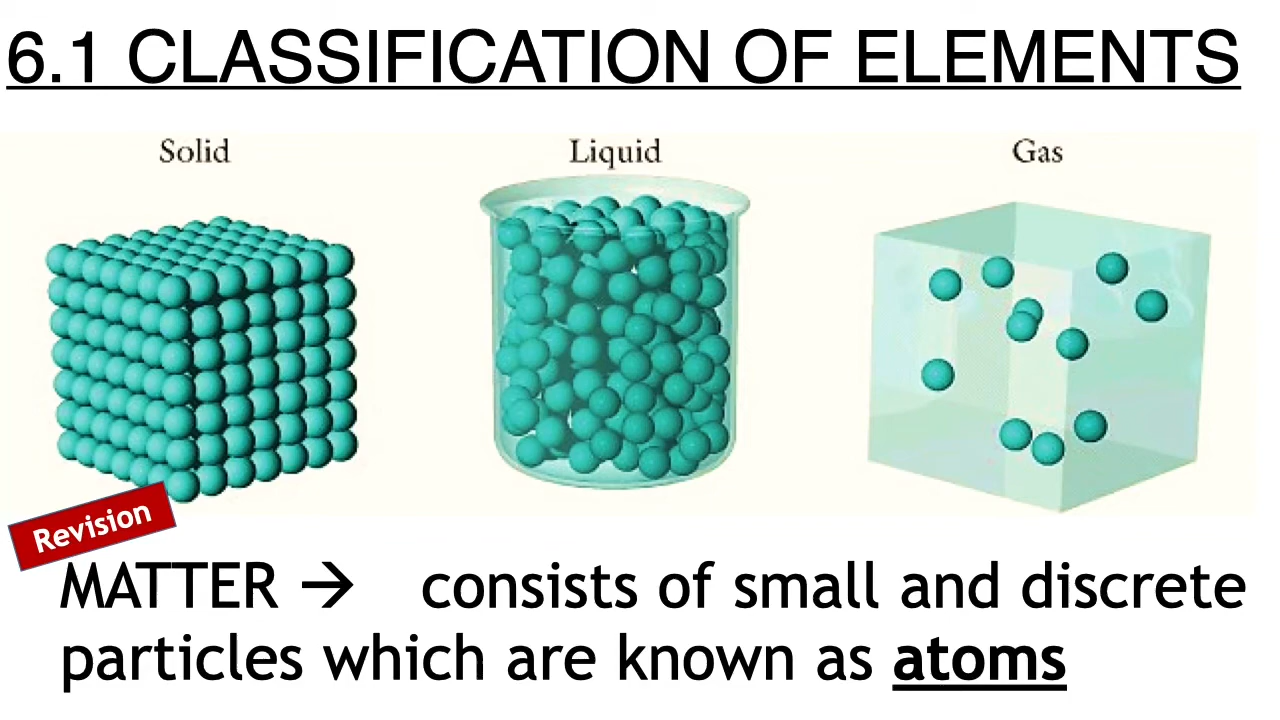 6.1 CLASSIFICATION OF ELEMENTS
Solid
Liquid
Gas
Revision
MATTER → consists of small and discrete
particles which are known as atoms